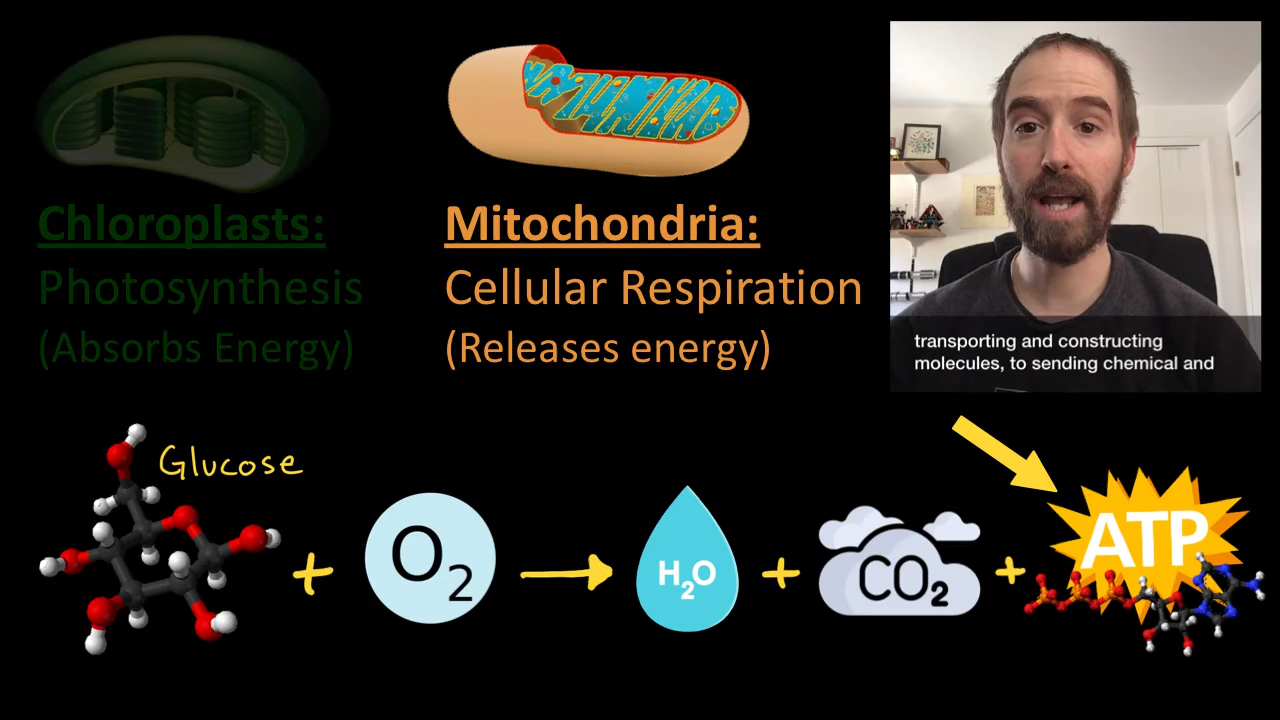 Chloroplasts:
Photosynthesis
(Absorbs Energy)
Mitochondria:
Cellular Respiration
(Releases energy)
transporting and constructing
molecules, to sending chemical and
Glucose
+
O₂
+
H₂O
+
CO₂
+
ATP